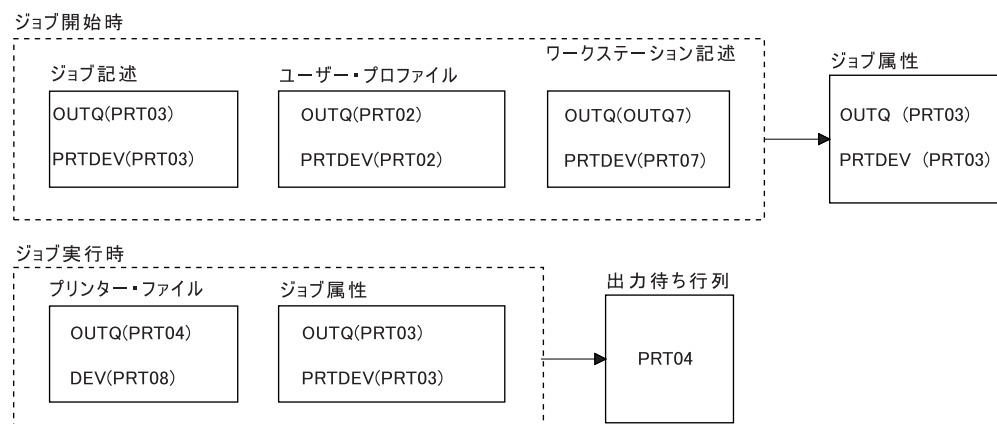 ジョブ開始時
ジョブ記述
OUTQ(PRT03)
PRTDEV(PRT03)
ユーザー・プロファイル
OUTQ(PRT02)
PRTDEV(PRT02)
ワークステーション記述
OUTQ(OUTQ7)
PRTDEV(PRT07)
ジョブ属性
OUTQ (PRT03)
PRTDEV (PRT03)
ジョブ実行時
プリンター・ファイル
OUTQ(PRT04)
DEV(PRT08)
ジョブ属性
OUTQ(PRT03)
PRTDEV(PRT03)
出力待ち行列
PRT04